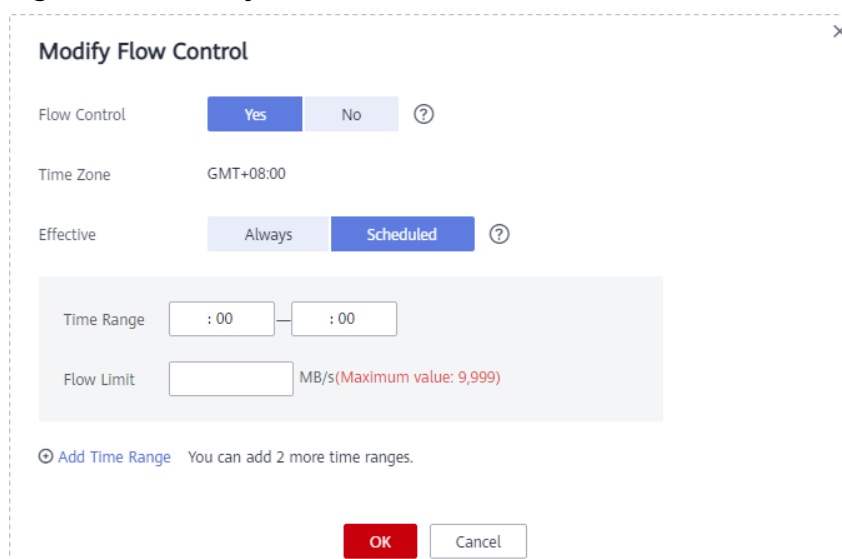 Modify Flow Control
Flow Control Yes No ?
Time Zone GMT+08:00
Effective Always Scheduled ?
Time Range : 00 — : 00
Flow Limit MB/s(Maximum value: 9,999)
Add Time Range You can add 2 more time ranges.
OK Cancel